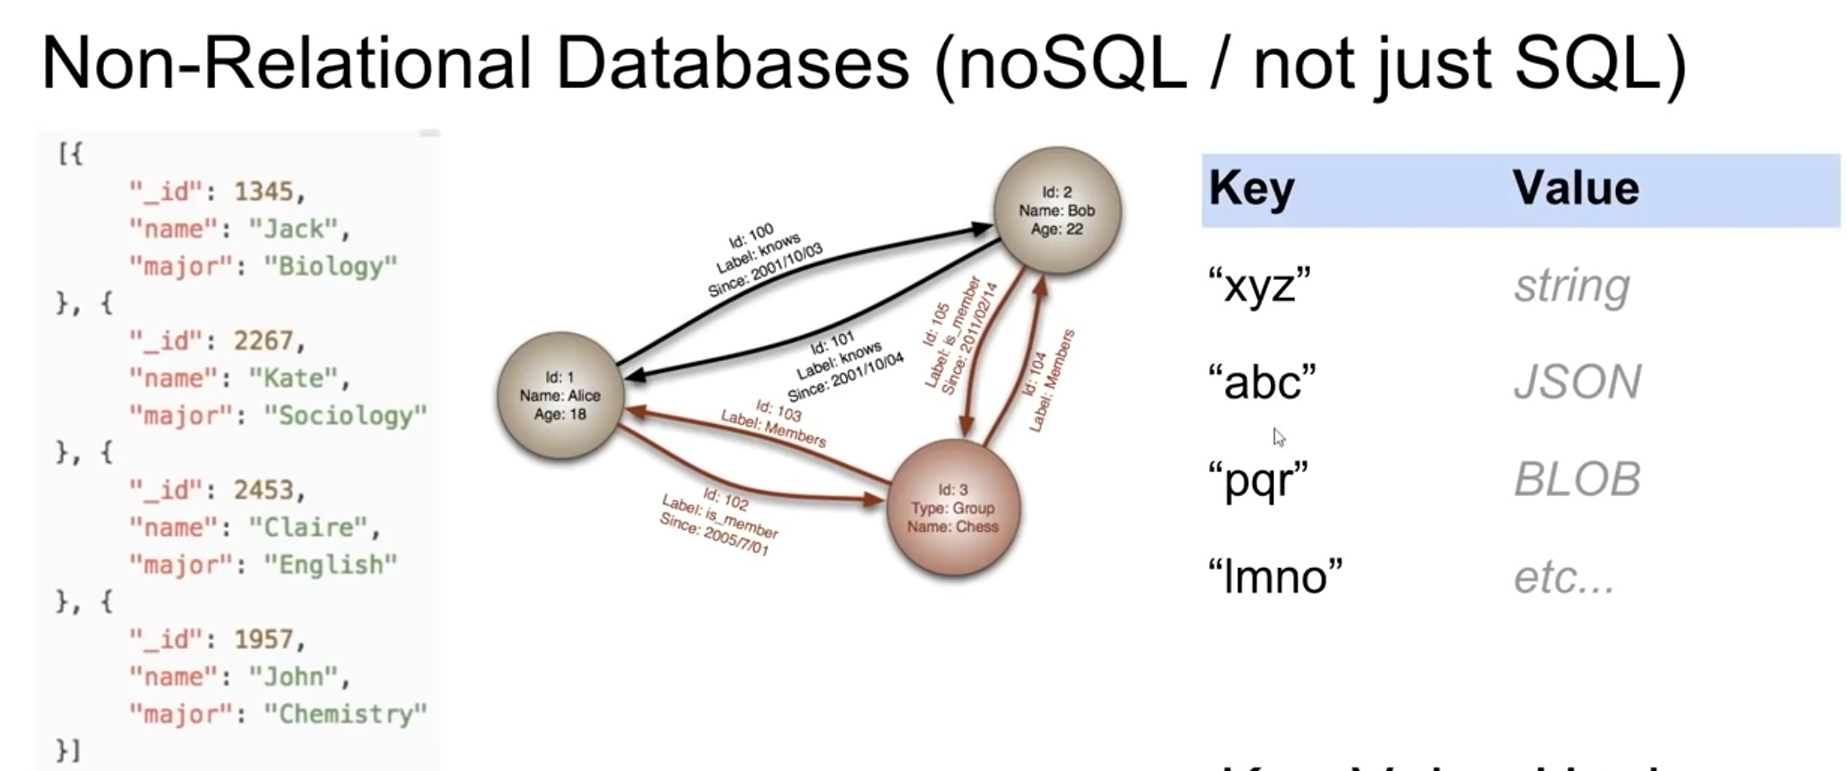 Non-Relational Databases (noSQL / not just SQL)
[{
"_id": 1345,
"name": "Jack",
"major": "Biology"
}, {
"_id": 2267,
"name": "Kate",
"major": "Sociology"
}, {
"_id": 2453,
"name": "Claire",
"major": "English"
}, {
"_id": 1957,
"name": "John",
"major": "Chemistry"
}]
Id: 2
Name: Bob
Age: 22
Id: 100
Label: knows
Since: 2001/10/03
Id: 101
Label: knows
Since: 2001/10/04
Id: 105
Label: is_member
Since: 2011/02/14
Id: 104
Label: Members
Id: 1
Name: Alice
Age: 18
Id: 103
Label: Members
Id: 102
Label: is_member
Since: 2005/7/01
Id: 3
Type: Group
Name: Chess
Key Value
“xyz” string
“abc” JSON
“pqr” BLOB
“lmno” etc...